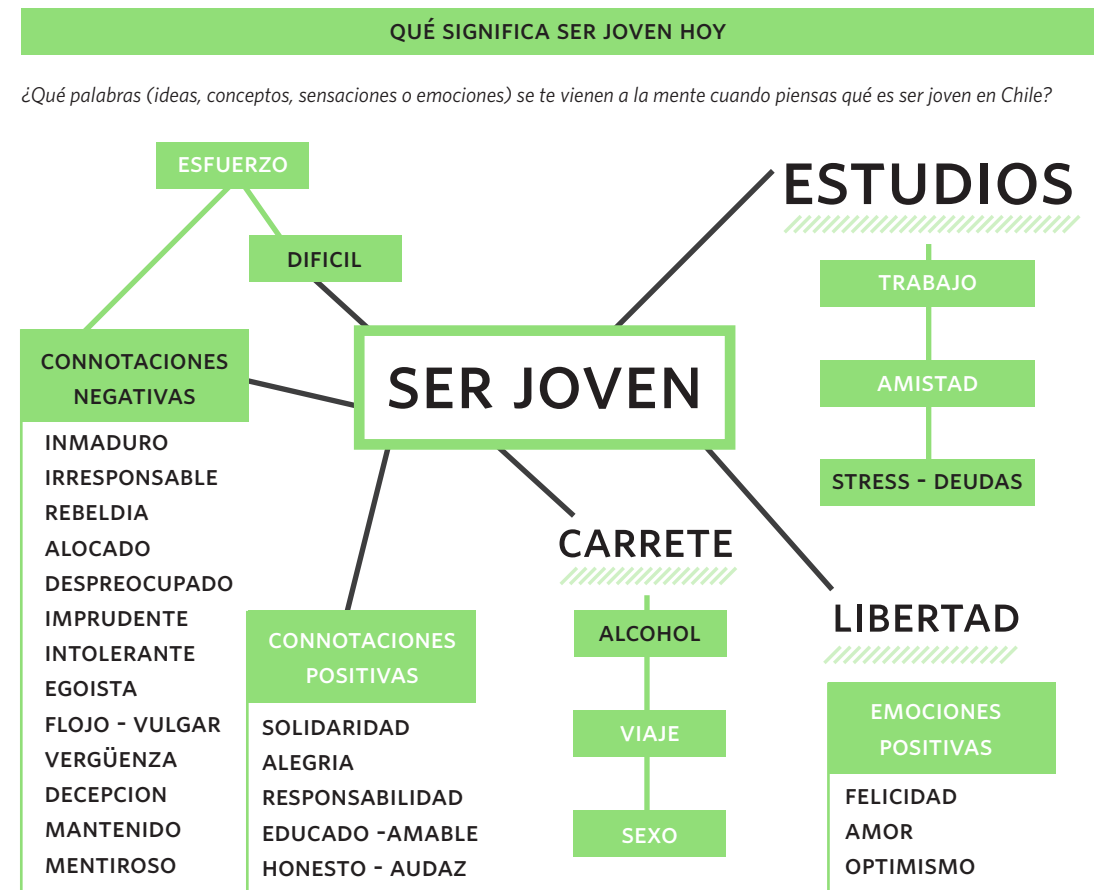 QUÉ SIGNIFICA SER JOVEN HOY
¿Qué palabras (ideas, conceptos, sensaciones o emociones) se te vienen a la mente cuando piensas qué es ser joven en Chile?
ESFUERZO
DIFICIL
ESTUDIOS
TRABAJO
AMISTAD
STRESS - DEUDAS
SER JOVEN
CONNOTACIONES
NEGATIVAS
INMADURO
IRRESPONSABLE
REBELDIA
ALOCADO
DESPREOCUPADO
IMPRUDENTE
INTOLERANTE
EGOISTA
FLOJO - VULGAR
VERGÜENZA
DECEPCION
MANTENIDO
MENTIROSO
CONNOTACIONES
POSITIVAS
SOLIDARIDAD
ALEGRIA
RESPONSABILIDAD
EDUCADO -AMABLE
HONESTO - AUDAZ
CARRETE
ALCOHOL
VIAJE
SEXO
LIBERTAD
EMOCIONES
POSITIVAS
FELICIDAD
AMOR
OPTIMISMO